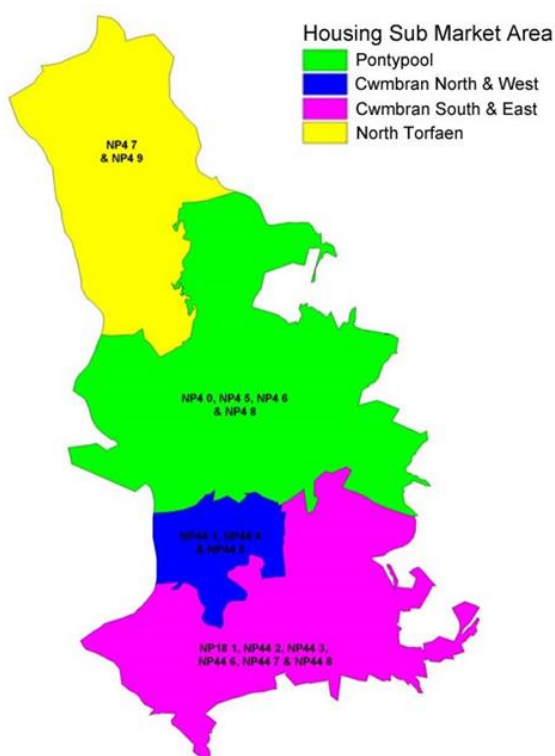 Housing Sub Market Area
Pontypool
Cwmbran North & West
Cwmbran South & East
North Torfaen
NP4 7
& NP4 9
NP4 0, NP4 5, NP4 6
& NP4 8
NP44 1, NP44 4,
& NP44 5
NP18 1, NP44 2, NP44 3,
NP44 6, NP44 7 & NP44 8